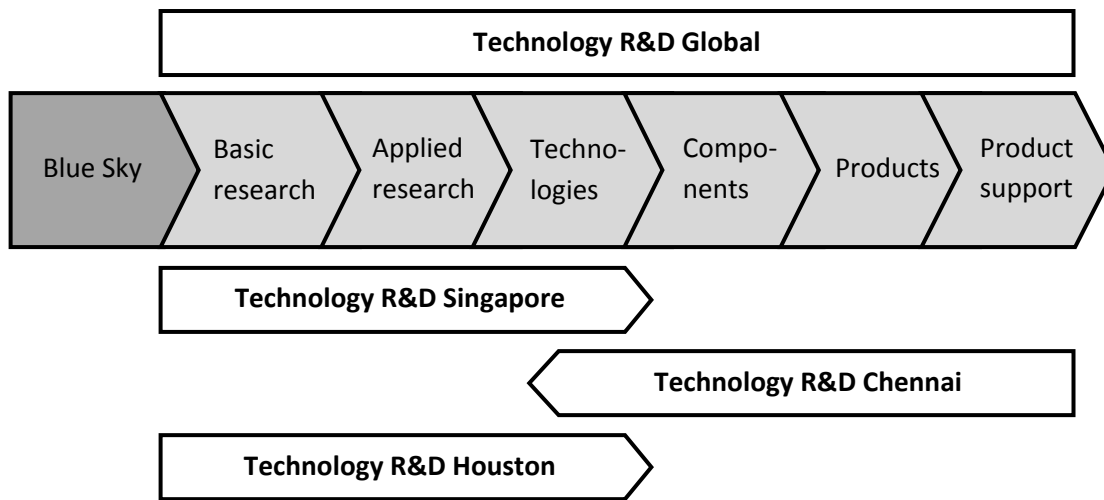 Technology R&D Global
Blue Sky
Basic
research
Applied
research
Techno-
logies
Compo-
nents
Products
Product
support
Technology R&D Singapore
Technology R&D Chennai
Technology R&D Houston